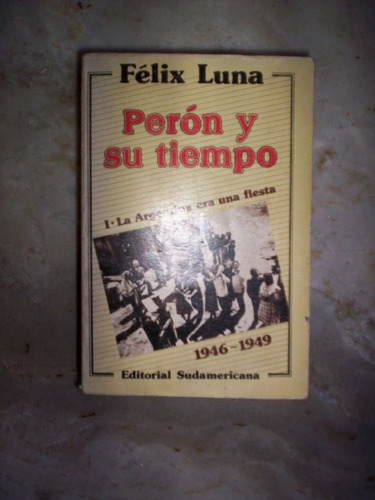 Félix Luna
Perón y
su tiempo
I · La Argentina era una fiesta
1946 - 1949
Editorial Sudamericana